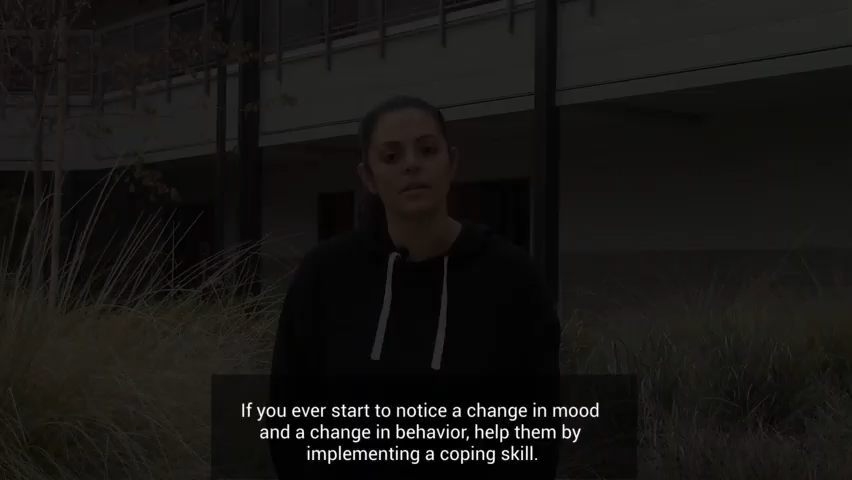 If you ever start to notice a change in mood
and a change in behavior, help them by
implementing a coping skill.